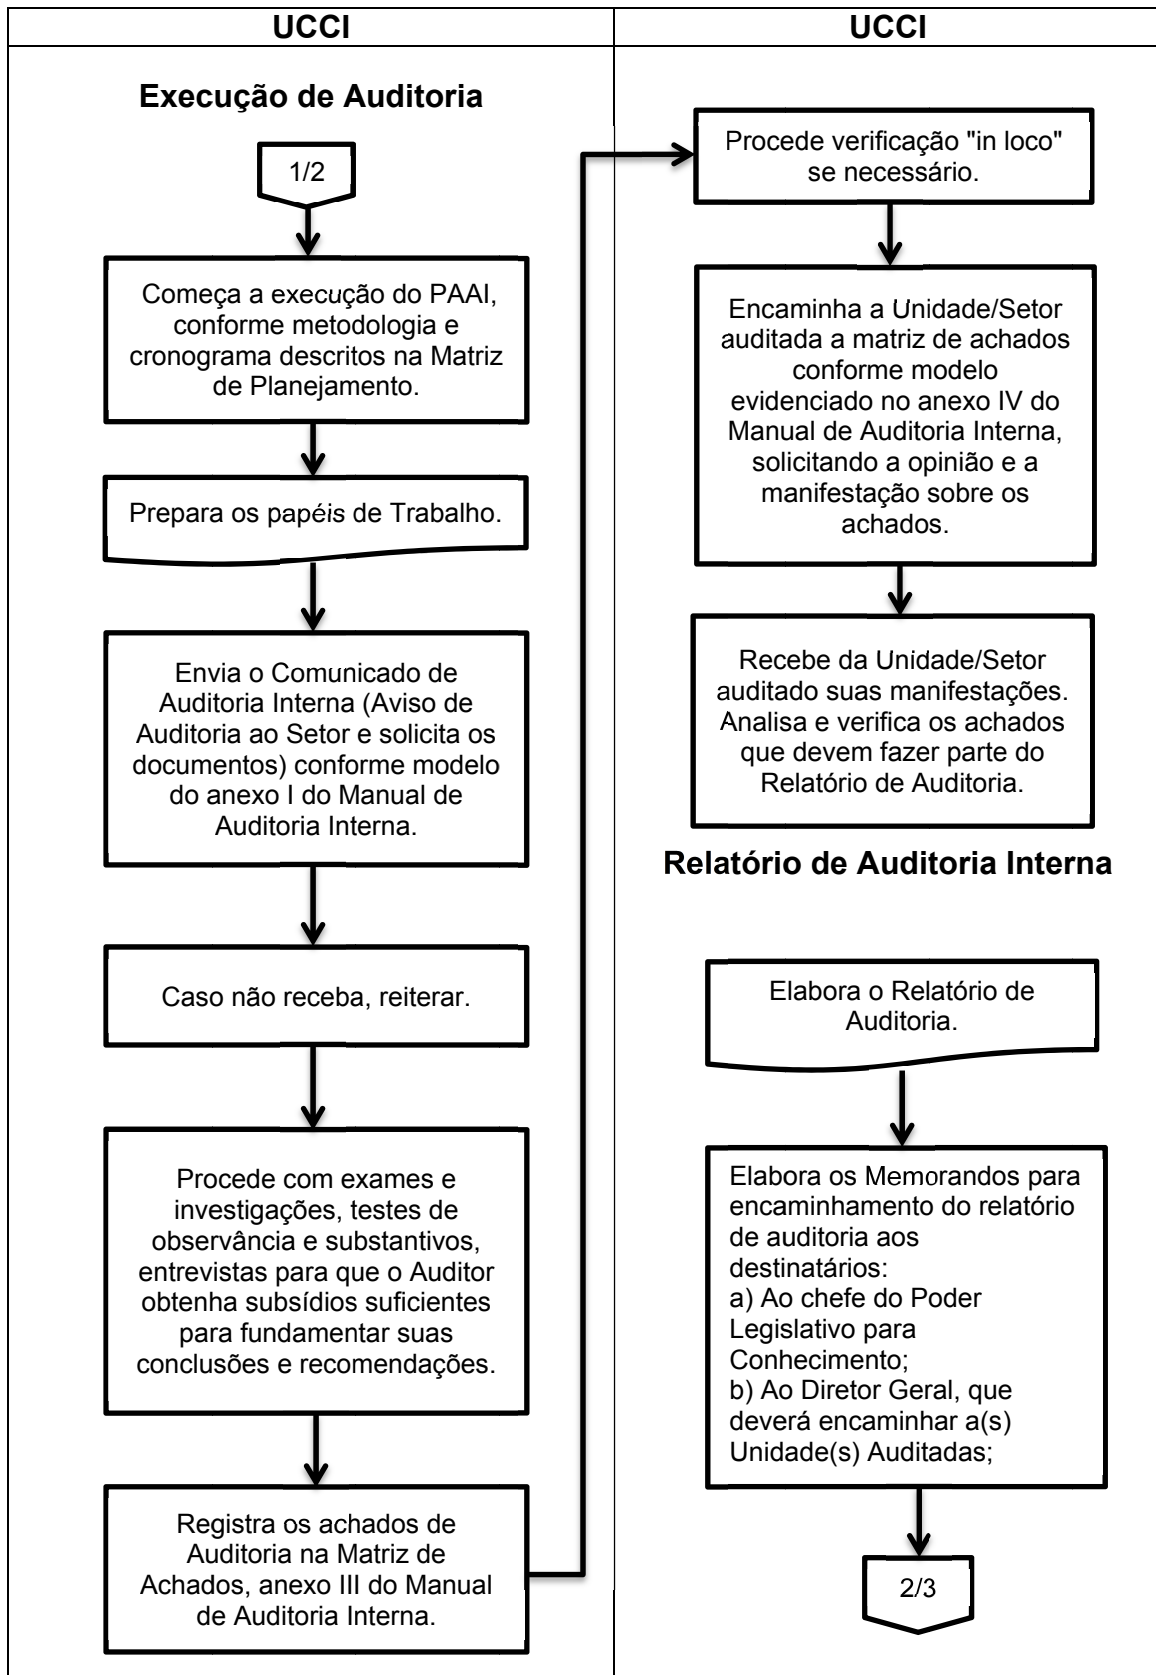 UCCI
Execução de Auditoria
1/2
Começa a execução do PAAI,
conforme metodologia e
cronograma descritos na Matriz
de Planejamento.
Prepara os papéis de Trabalho.
Envia o Comunicado de
Auditoria Interna (Aviso de
Auditoria ao Setor e solicita os
documentos) conforme modelo
do anexo I do Manual de
Auditoria Interna.
Caso não receba, reiterar.
Procede com exames e
investigações, testes de
observância e substantivos,
entrevistas para que o Auditor
obtenha subsídios suficientes
para fundamentar suas
conclusões e recomendações.
Registra os achados de
Auditoria na Matriz de
Achados, anexo III do Manual
de Auditoria Interna.
UCCI
Procede verificação "in loco"
se necessário.
Encaminha a Unidade/Setor
auditada a matriz de achados
conforme modelo
evidenciado no anexo IV do
Manual de Auditoria Interna,
solicitando a opinião e a
manifestação sobre os
achados.
Recebe da Unidade/Setor
auditado suas manifestações.
Analisa e verifica os achados
que devem fazer parte do
Relatório de Auditoria.
Relatório de Auditoria Interna
Elabora o Relatório de
Auditoria.
Elabora os Memorandos para
encaminhamento do relatório
de auditoria aos
destinatários:
a) Ao chefe do Poder
Legislativo para
Conhecimento;
b) Ao Diretor Geral, que
deverá encaminhar a(s)
Unidade(s) Auditadas;
2/3